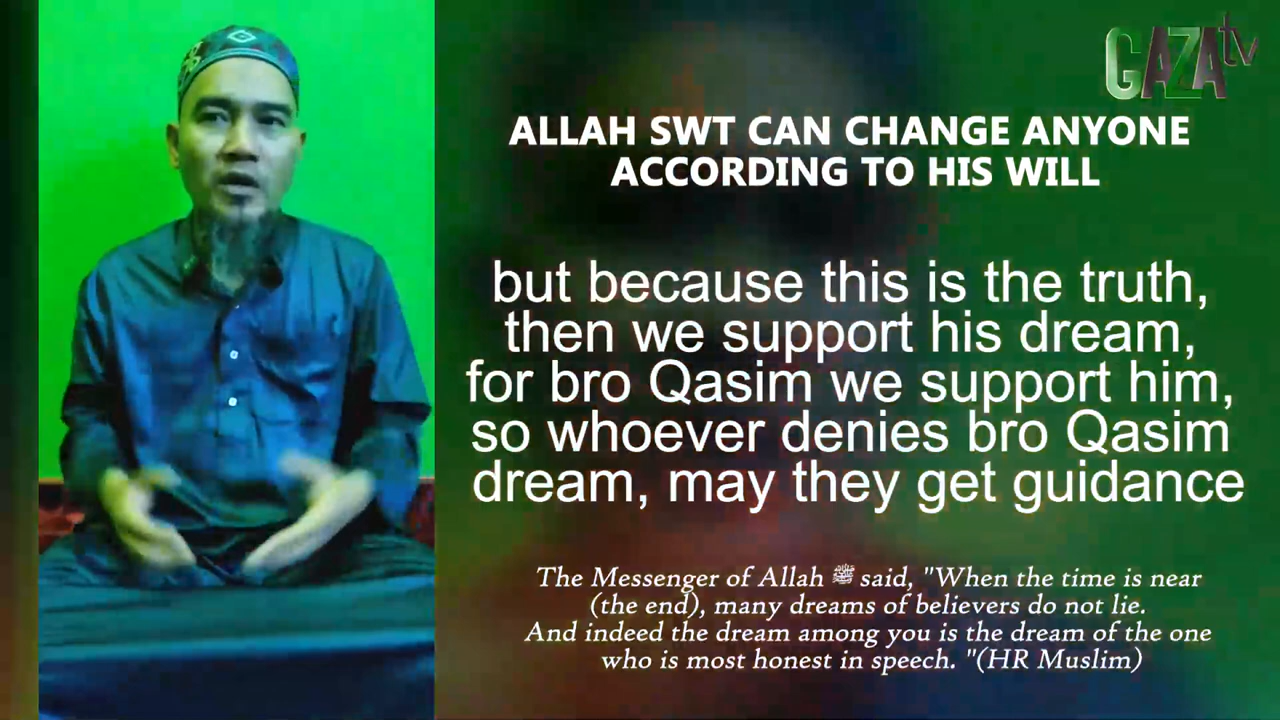 GAZAtv
ALLAH SWT CAN CHANGE ANYONE
ACCORDING TO HIS WILL
but because this is the truth,
then we support his dream,
for bro Qasim we support him,
so whoever denies bro Qasim
dream, may they get guidance
The Messenger of Allah ﷺ said, "When the time is near
(the end), many dreams of believers do not lie.
And indeed the dream among you is the dream of the one
who is most honest in speech. "(HR Muslim)